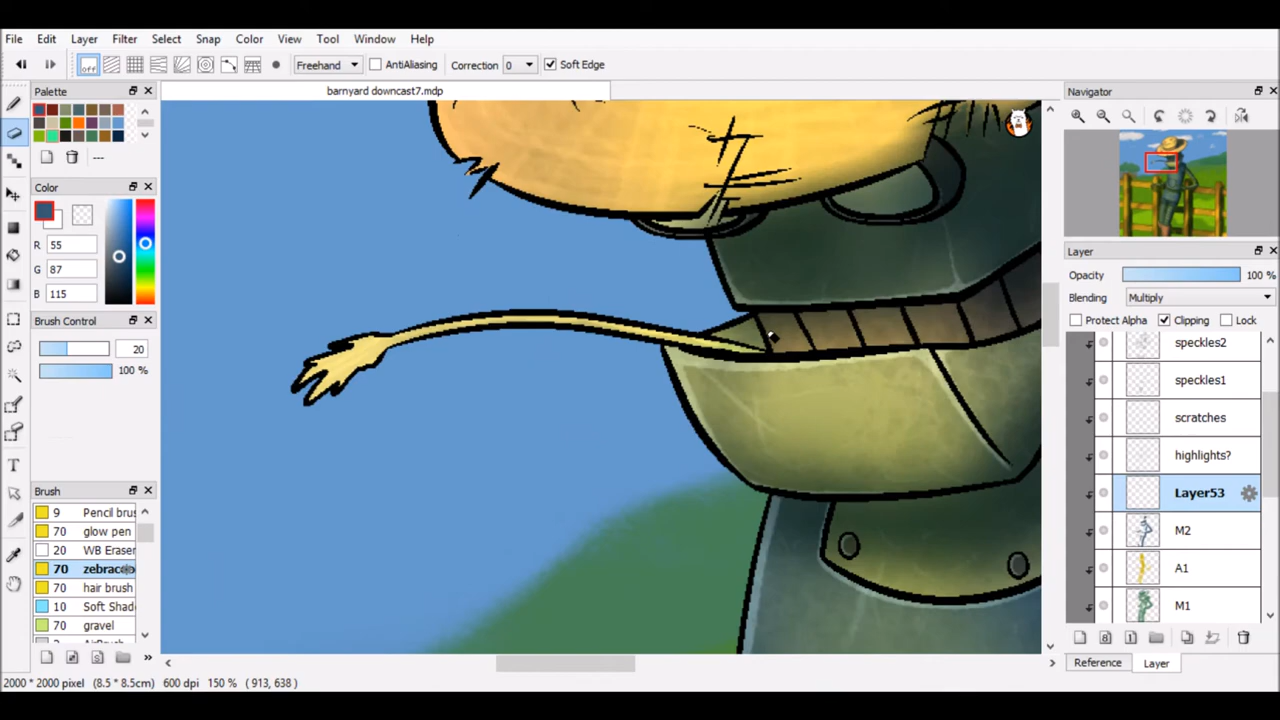 File Edit Layer Filter Select Snap Color View Tool Window Help
off Freehand AntiAliasing Correction 0 Soft Edge
Palette
barnyard downcast7.mdp
Navigator
---
Color
R 55
G 87
B 115
Layer
Opacity 100 %
Blending Multiply
Protect Alpha Clipping Lock
Brush Control
20
100 %
speckles2
speckles1
scratches
highlights?
Layer53
M2
A1
M1
Brush
9 Pencil brus
70 glow pen
20 WB Eraser
70 zebracc
70 hair brush
10 Soft Shad
70 gravel
AirBrush
Reference Layer
2000 * 2000 pixel (8.5 * 8.5cm) 600 dpi 150 % ( 913, 638 )